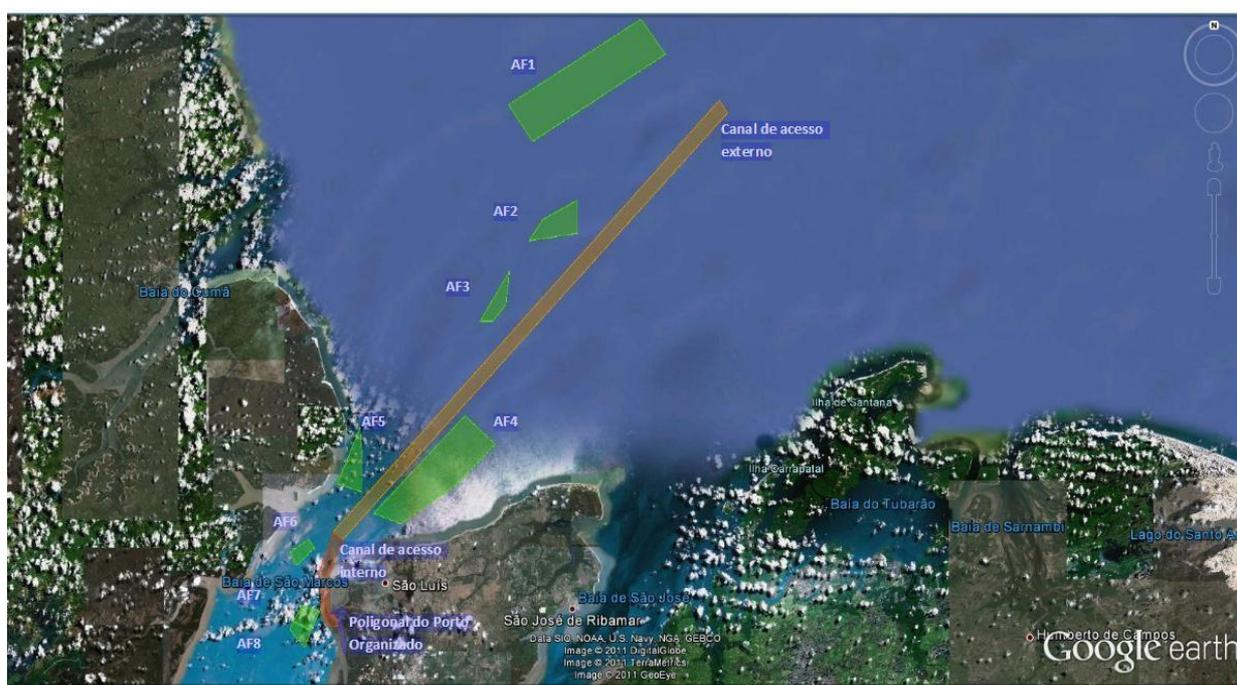 N
AF1
Canal de acesso
externo
AF2
AF3
Baía do Cumã
AF5
AF4
Ilha de Santana
Ilha Carrapatal
Baía do Tubarão
Baía de Sarnambi
Lago do Santo A
AF6
Canal de acesso
interno
Baía de São Marcos
São Luís
AF7
Baía de São José
Poligonal do Porto
Organizado
São José de Ribamar
AF8
Humberto de Campos
Data SIO, NOAA, U.S. Navy, NGA, GEBCO
Image © 2011 DigitalGlobe
Image © 2011 TerraMetrics
Image © 2011 GeoEye
Google earth